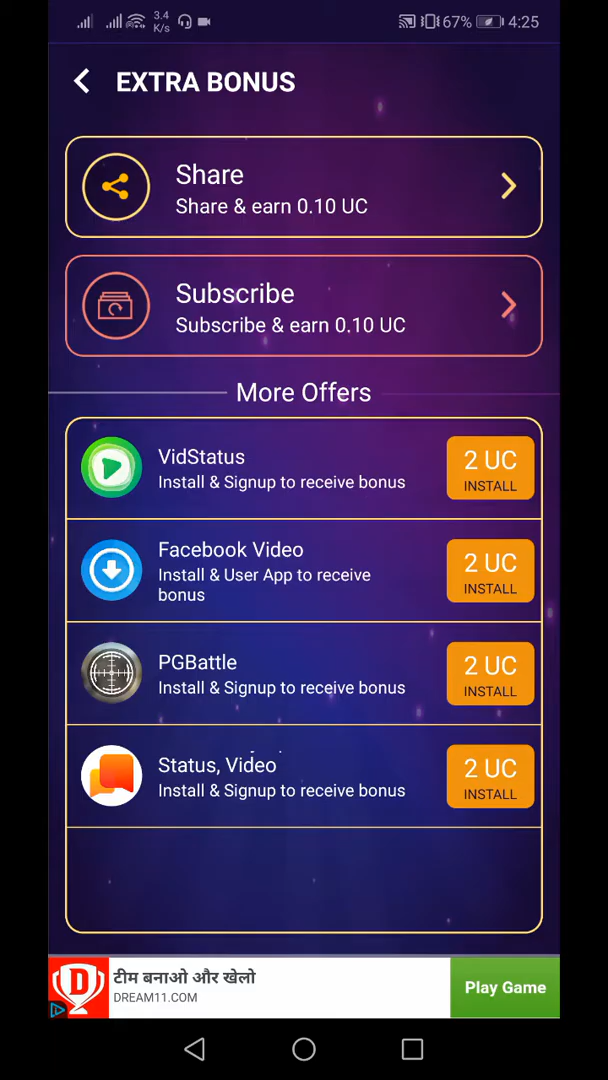 3.4
K/s
67%
4:25
EXTRA BONUS
Share
Share & earn 0.10 UC
Subscribe
Subscribe & earn 0.10 UC
More Offers
VidStatus
Install & Signup to receive bonus
2 UC
INSTALL
Facebook Video
Install & User App to receive
bonus
2 UC
INSTALL
PGBattle
Install & Signup to receive bonus
2 UC
INSTALL
Status, Video
Install & Signup to receive bonus
2 UC
INSTALL
D
टीम बनाओ और खेलो
DREAM11.COM
Play Game